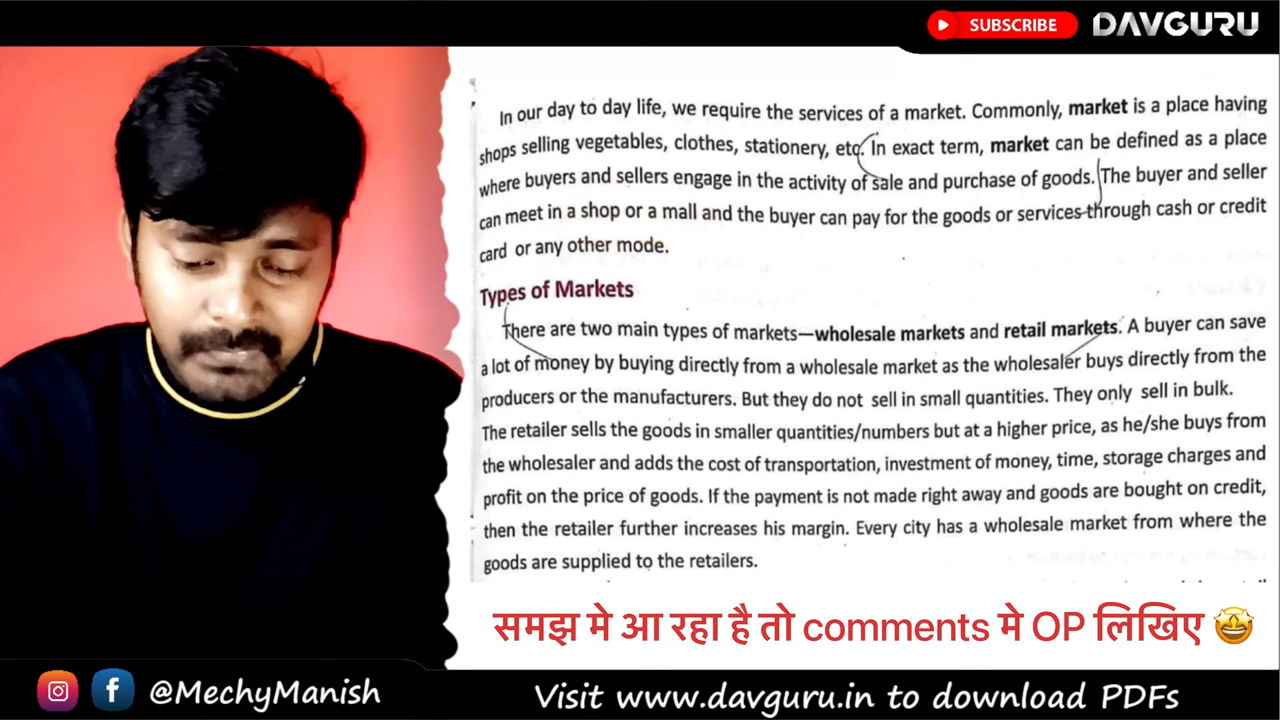 SUBSCRIBE DAVGURU
In our day to day life, we require the services of a market. Commonly, market is a place having
shops selling vegetables, clothes, stationery, etc. In exact term, market can be defined as a place
where buyers and sellers engage in the activity of sale and purchase of goods. The buyer and seller
can meet in a shop or a mall and the buyer can pay for the goods or services through cash or credit
card or any other mode.
Types of Markets
There are two main types of markets—wholesale markets and retail markets. A buyer can save
a lot of money by buying directly from a wholesale market as the wholesaler buys directly from the
producers or the manufacturers. But they do not sell in small quantities. They only sell in bulk.
The retailer sells the goods in smaller quantities/numbers but at a higher price, as he/she buys from
the wholesaler and adds the cost of transportation, investment of money, time, storage charges and
profit on the price of goods. If the payment is not made right away and goods are bought on credit,
then the retailer further increases his margin. Every city has a wholesale market from where the
goods are supplied to the retailers.
समझ मे आ रहा है तो comments मे OP लिखिए 🤩
@MechyManish Visit www.davguru.in to download PDFs